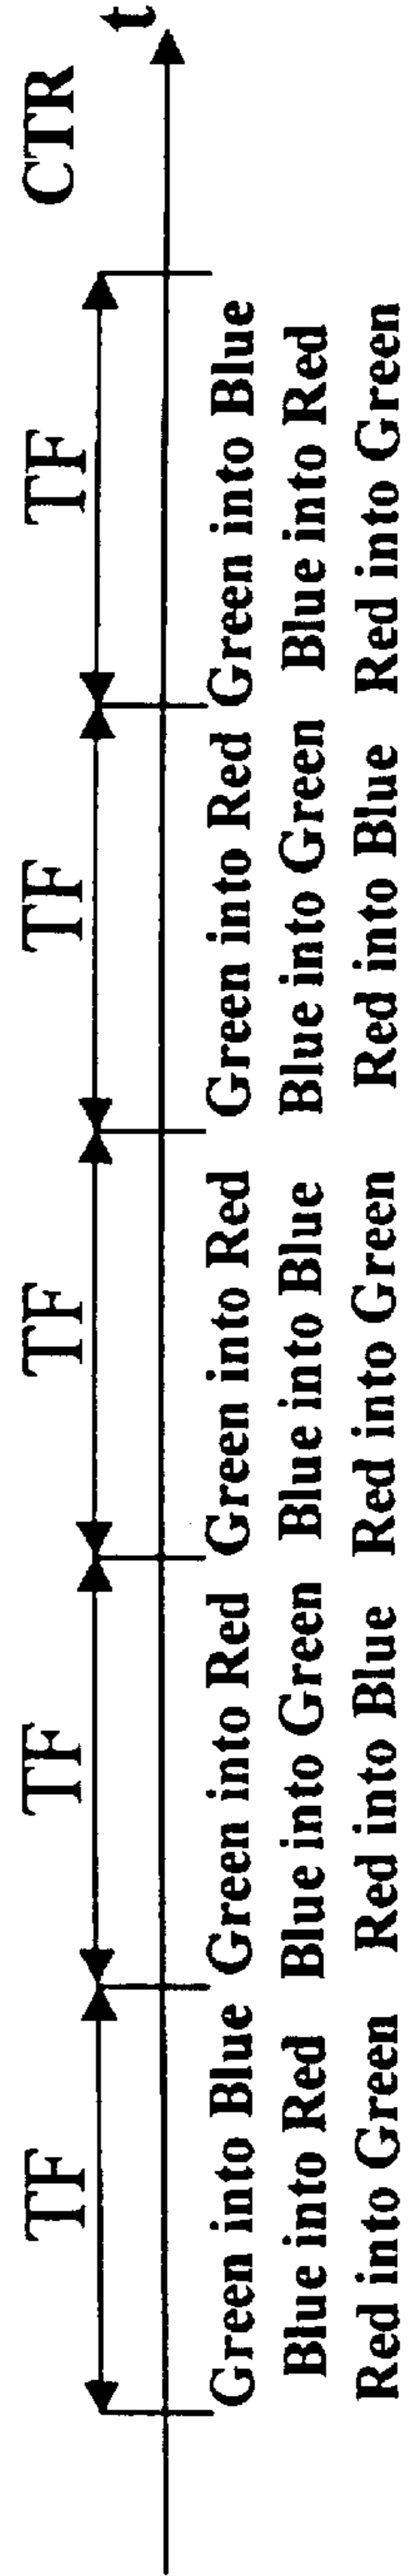 TF TF TF TF TF CTR
t
Green into Blue Green into Red Green into Red Green into Red Green into Blue
Blue into Red Blue into Green Blue into Blue Blue into Green Blue into Red
Red into Green Red into Blue Red into Green Red into Blue Red into Green